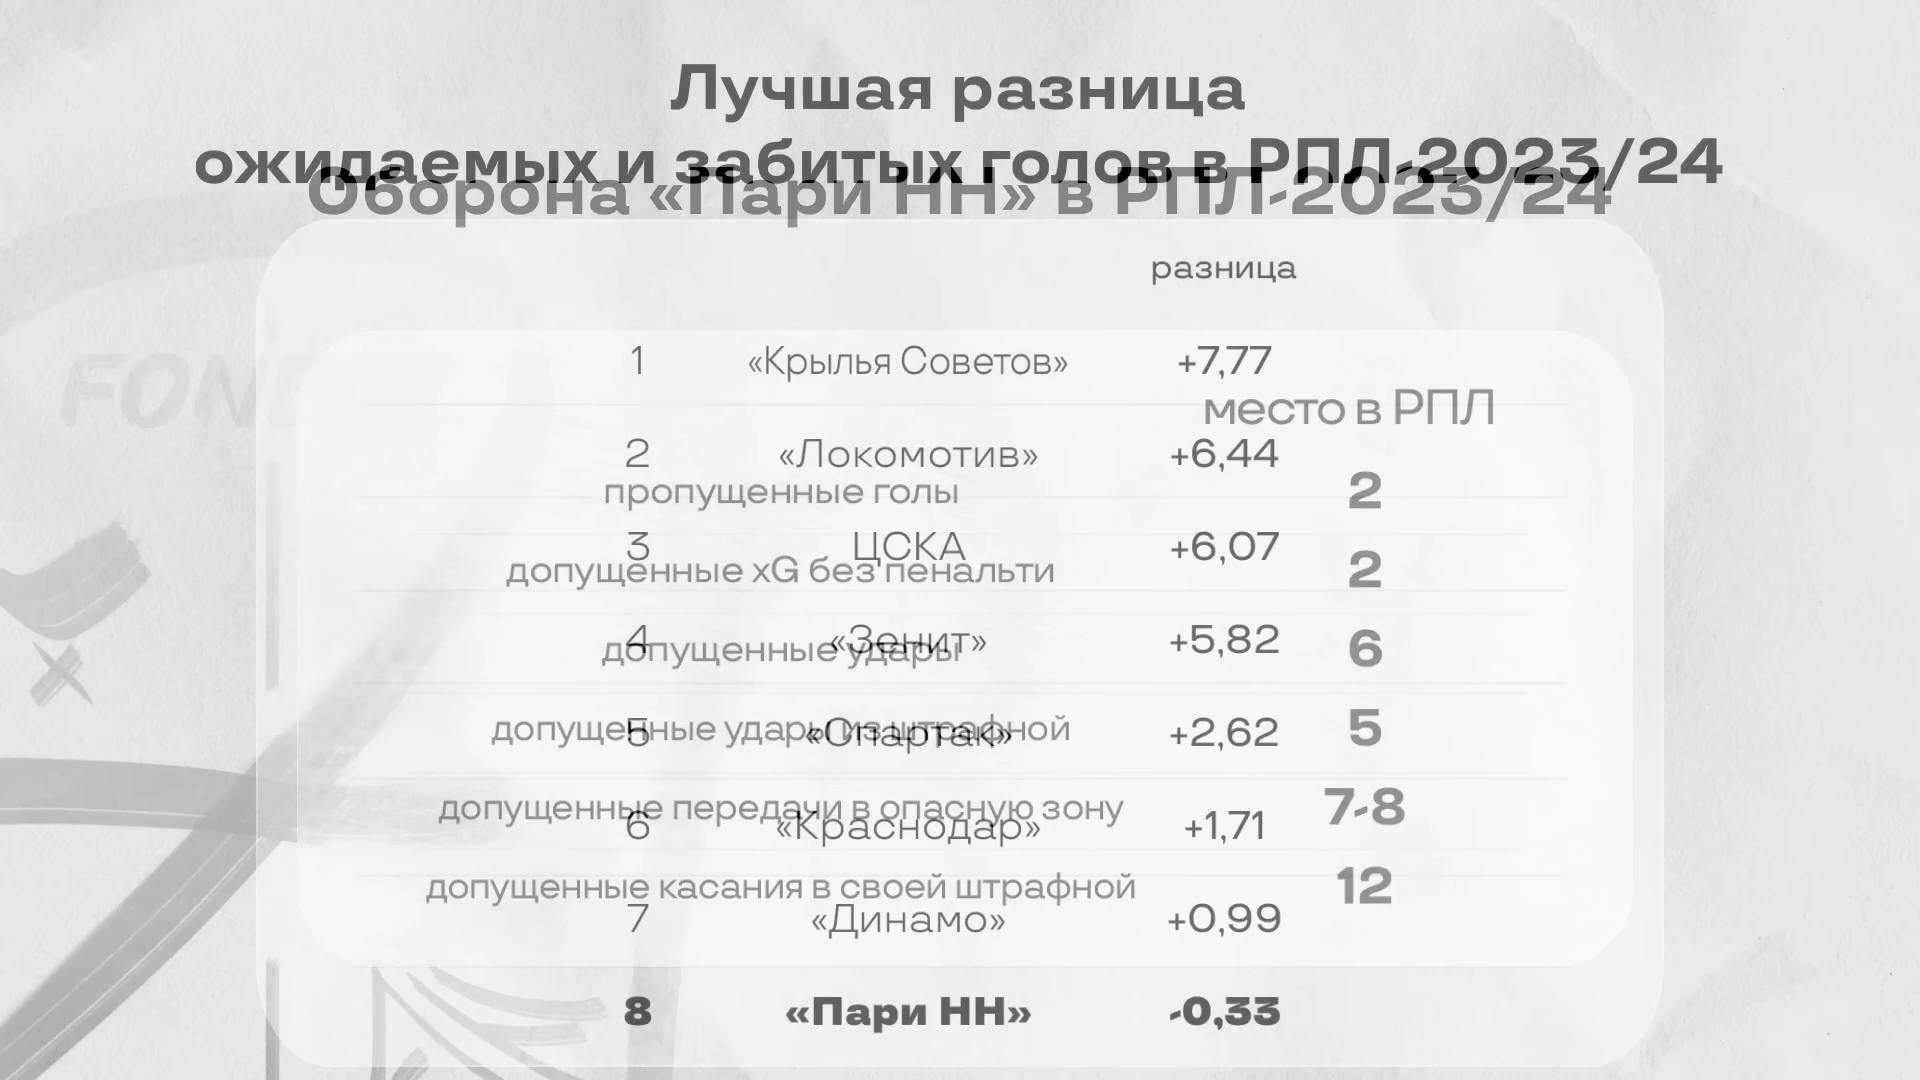 Лучшая разница
ожидаемых и забитых голов в РПЛ-2023/24
Оборона «Пари НН» в РПЛ-2023/24
разница
1 «Крылья Советов» +7,77
место в РПЛ
2 «Локомотив» +6,44
пропущенные голы 2
3 ЦСКА +6,07
допущенные xG без пенальти 2
4 «Зенит» +5,82
допущенные удары 6
допущенные удары из штрафной 5
5 «Спартак» +2,62
допущенные передачи в опасную зону 7-8
6 «Краснодар» +1,71
допущенные касания в своей штрафной 12
7 «Динамо» +0,99
8 «Пари НН» -0,33